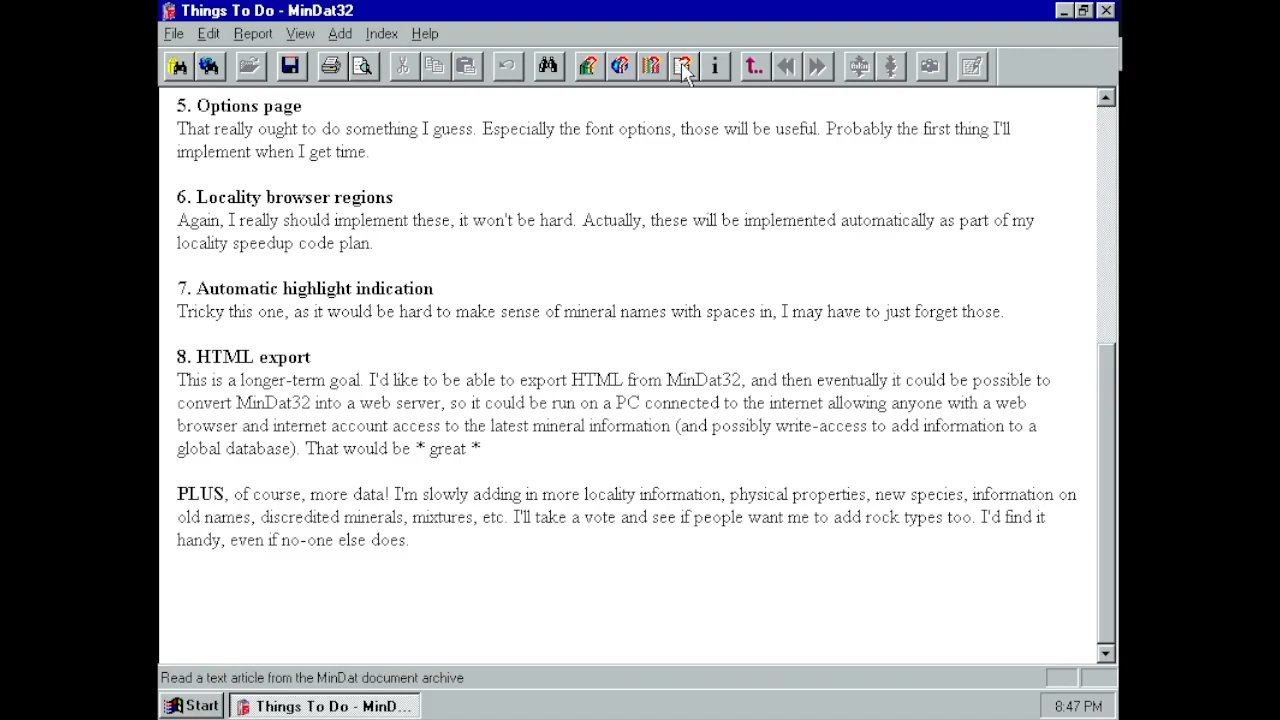 Things To Do - MinDat32
File Edit Report View Add Index Help
5. Options page
That really ought to do something I guess. Especially the font options, those will be useful. Probably the first thing I'll
implement when I get time.
6. Locality browser regions
Again, I really should implement these, it won't be hard. Actually, these will be implemented automatically as part of my
locality speedup code plan.
7. Automatic highlight indication
Tricky this one, as it would be hard to make sense of mineral names with spaces in, I may have to just forget those.
8. HTML export
This is a longer-term goal. I'd like to be able to export HTML from MinDat32, and then eventually it could be possible to
convert MinDat32 into a web server, so it could be run on a PC connected to the internet allowing anyone with a web
browser and internet account access to the latest mineral information (and possibly write-access to add information to a
global database). That would be * great *
PLUS, of course, more data! I'm slowly adding in more locality information, physical properties, new species, information on
old names, discredited minerals, mixtures, etc. I'll take a vote and see if people want me to add rock types too. I'd find it
handy, even if no-one else does.
Read a text article from the MinDat document archive
Start Things To Do - MinD... 8:47 PM